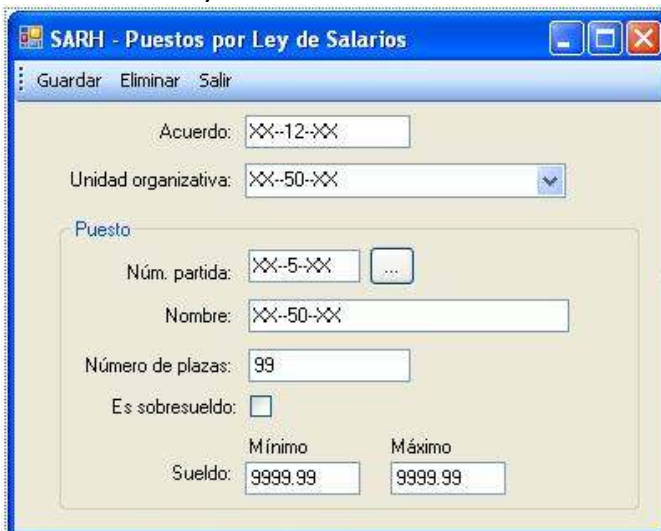 SARH - Puestos por Ley de Salarios
Guardar Eliminar Salir
Acuerdo: XX--12--XX
Unidad organizativa: XX--50--XX
Puesto
Núm. partida: XX--5--XX ...
Nombre: XX--50--XX
Número de plazas: 99
Es sobresueldo:
Mínimo Máximo
Sueldo: 9999.99 9999.99